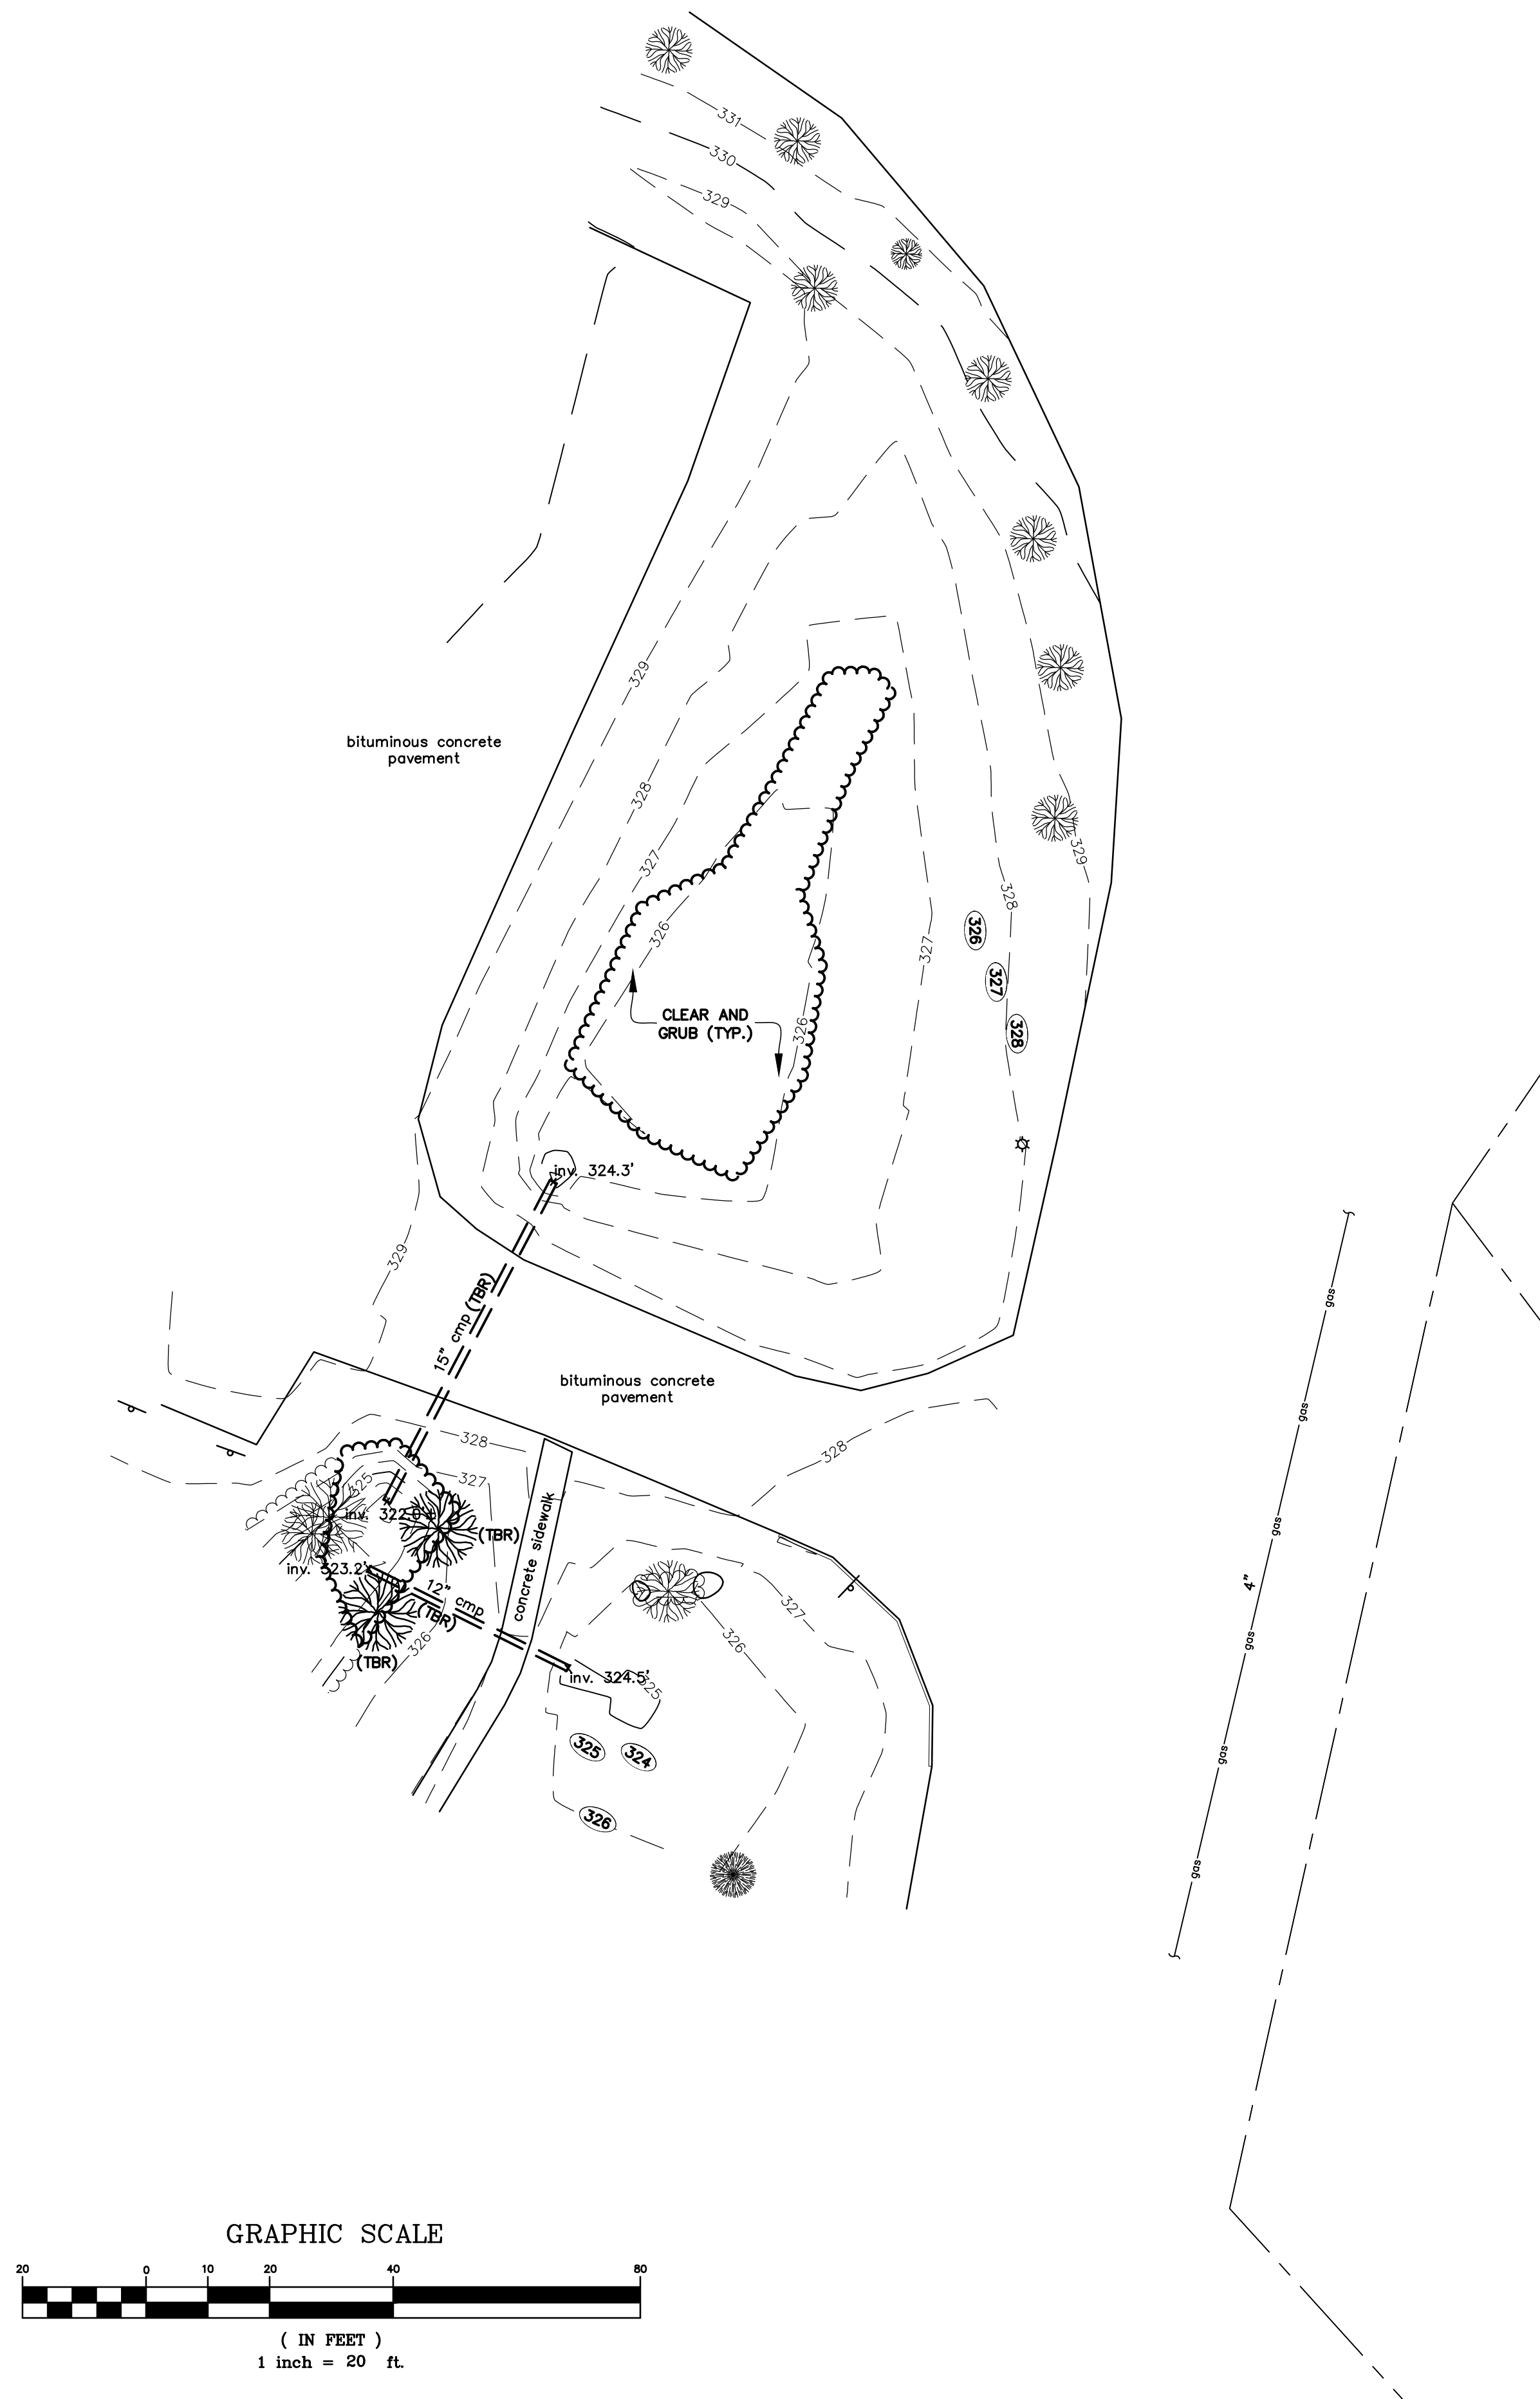 331
330
329
329
bituminous concrete
pavement
328
327
329
328
326
326
327
327
328
CLEAR AND
GRUB (TYP.)
326
inv. 324.3'
329
15" cmp (TBR)
gas
bituminous concrete
pavement
gas
328
328
327
325
inv. 322.0'±
(TBR)
concrete sidewalk
gas
inv. 323.2'
12" cmp
(TBR)
4"
327
326
326
(TBR)
gas
inv. 324.5'
325
325
324
gas
326
gas
GRAPHIC SCALE
20 0 10 20 40 80
( IN FEET )
1 inch = 20 ft.